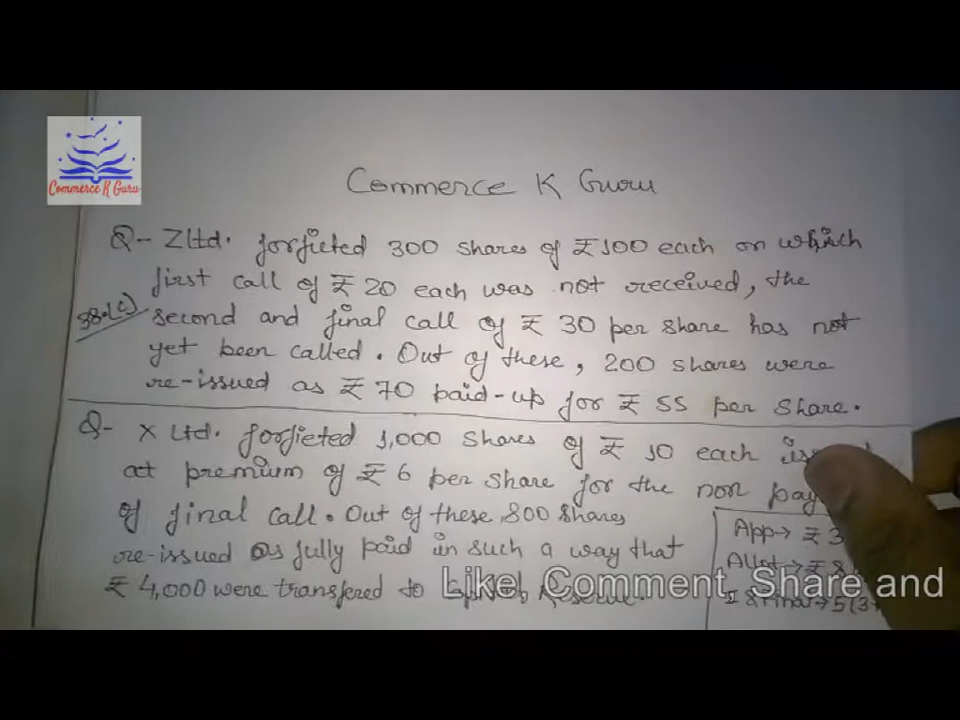 Commerce K Guru
Commerce K Guru
Q- Z Ltd. forfieted 300 shares of ₹100 each on which
first call of ₹ 20 each was not received, the
38.(C)
second and final call of ₹ 30 per share has not
yet been called. Out of these, 200 shares were
re-issued as ₹ 70 paid-up for ₹ 55 per share.
Q- X Ltd. forfieted 1,000 shares of ₹ 10 each
at premium of ₹ 6 per share for the non
of final call. Out of these 800 shares
re-issued as fully paid in such a way that
₹ 4,000 were transfered to Reserve
App→ ₹ 3
Allot→ ₹
I & Final→ 5(3+
Like, Comment, Share and